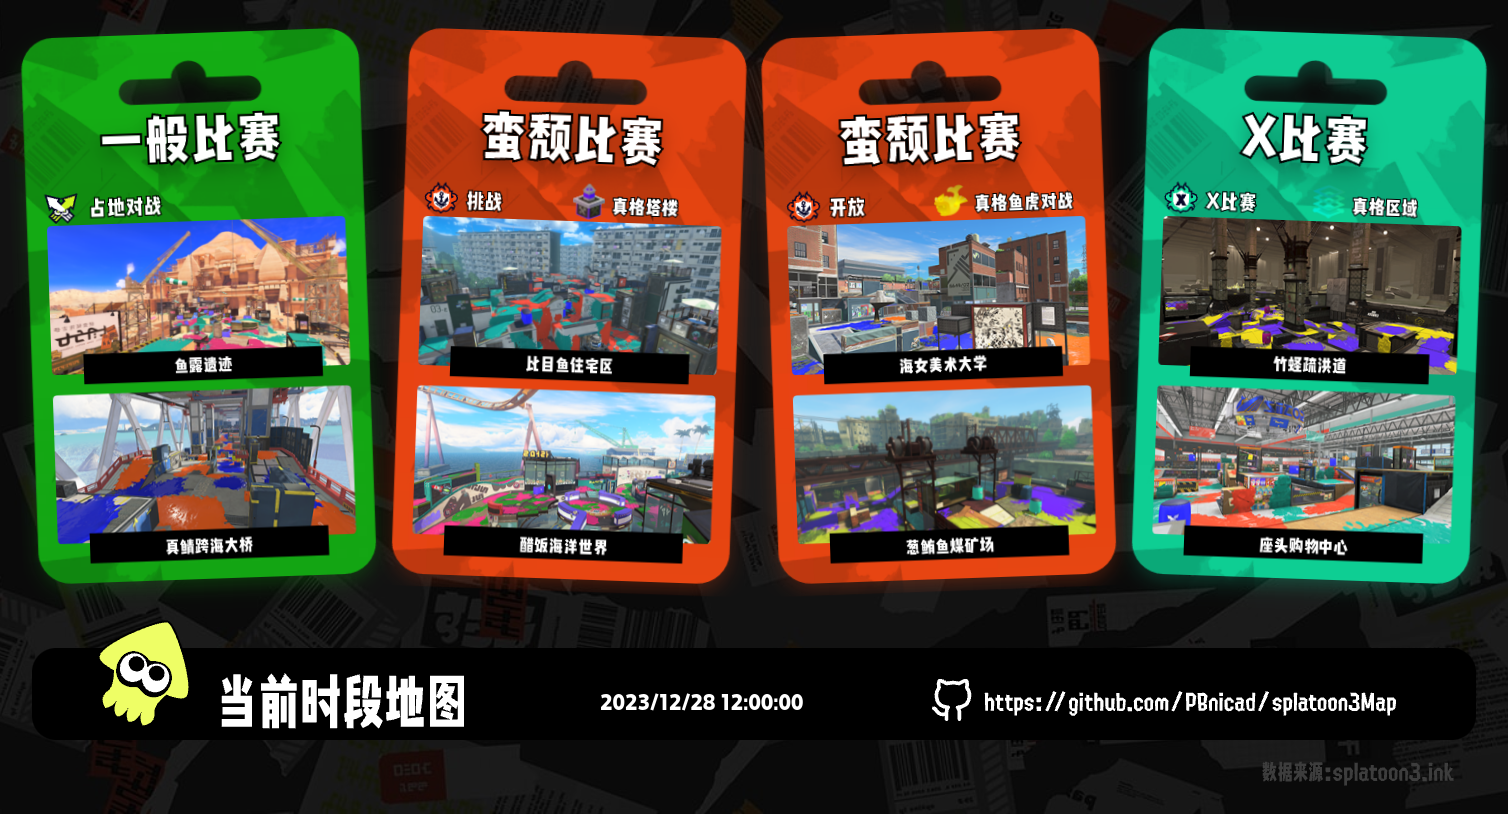 一般比赛
占地对战
鱼露遗迹
真鲭跨海大桥
蛮颓比赛
挑战
真格塔楼
比目鱼住宅区
醋饭海洋世界
蛮颓比赛
开放
真格鱼虎对战
海女美术大学
葱鲔鱼煤矿场
X比赛
X比赛
真格区域
竹蛏疏洪道
座头购物中心
当前时段地图
2023/12/28 12:00:00
https://github.com/PBnicad/splatoon3Map
数据来源:splatoon3.ink